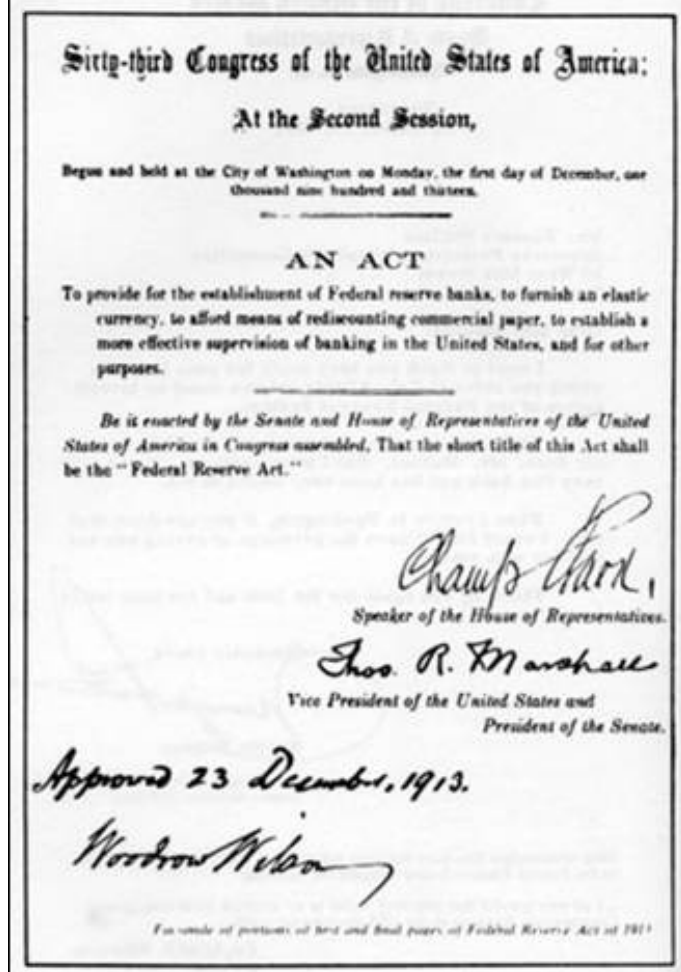 Sixty-third Congress of the United States of America;
At the Second Session,
Begun and held at the City of Washington on Monday, the first day of December, one
thousand nine hundred and thirteen.
AN ACT
To provide for the establishment of Federal reserve banks, to furnish an elastic
currency, to afford means of rediscounting commercial paper, to establish a
more effective supervision of banking in the United States, and for other
purposes.
Be it enacted by the Senate and House of Representatives of the United
States of America in Congress assembled, That the short title of this Act shall
be the "Federal Reserve Act."
Champ Clark,
Speaker of the House of Representatives.
Thos. R. Marshall
Vice President of the United States and
President of the Senate.
Approved 23 December, 1913.
Woodrow Wilson
Facsimile of portions of first and final pages of Federal Reserve Act of 1913